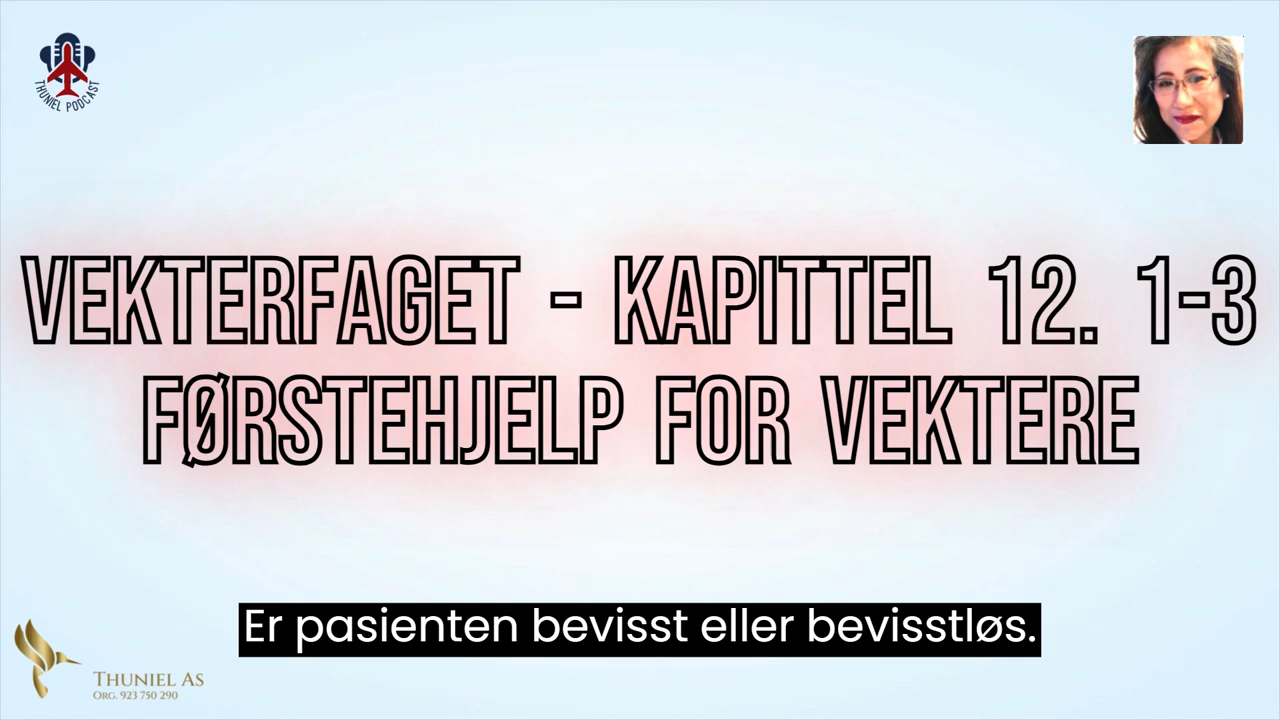 THUNIEL PODCAST
VEKTERFAGET - KAPITTEL 12. 1-3
FØRSTEHJELP FOR VEKTERE
Er pasienten bevisst eller bevisstløs.
THUNIEL AS
ORG. 923 750 290